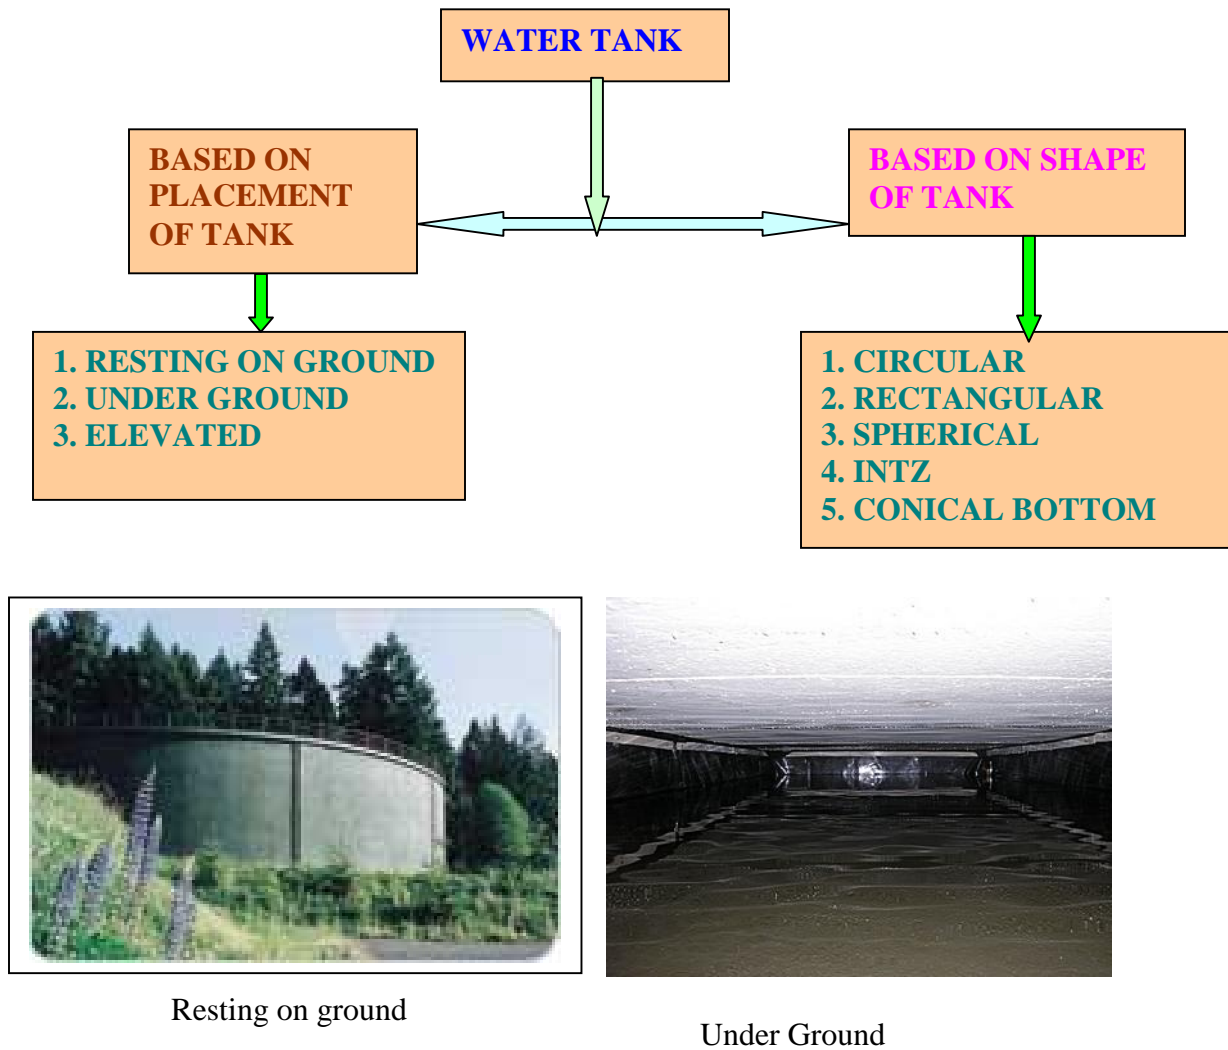 WATER TANK
BASED ON
PLACEMENT
OF TANK
BASED ON SHAPE
OF TANK
1. RESTING ON GROUND
2. UNDER GROUND
3. ELEVATED
1. CIRCULAR
2. RECTANGULAR
3. SPHERICAL
4. INTZ
5. CONICAL BOTTOM
Resting on ground
Under Ground